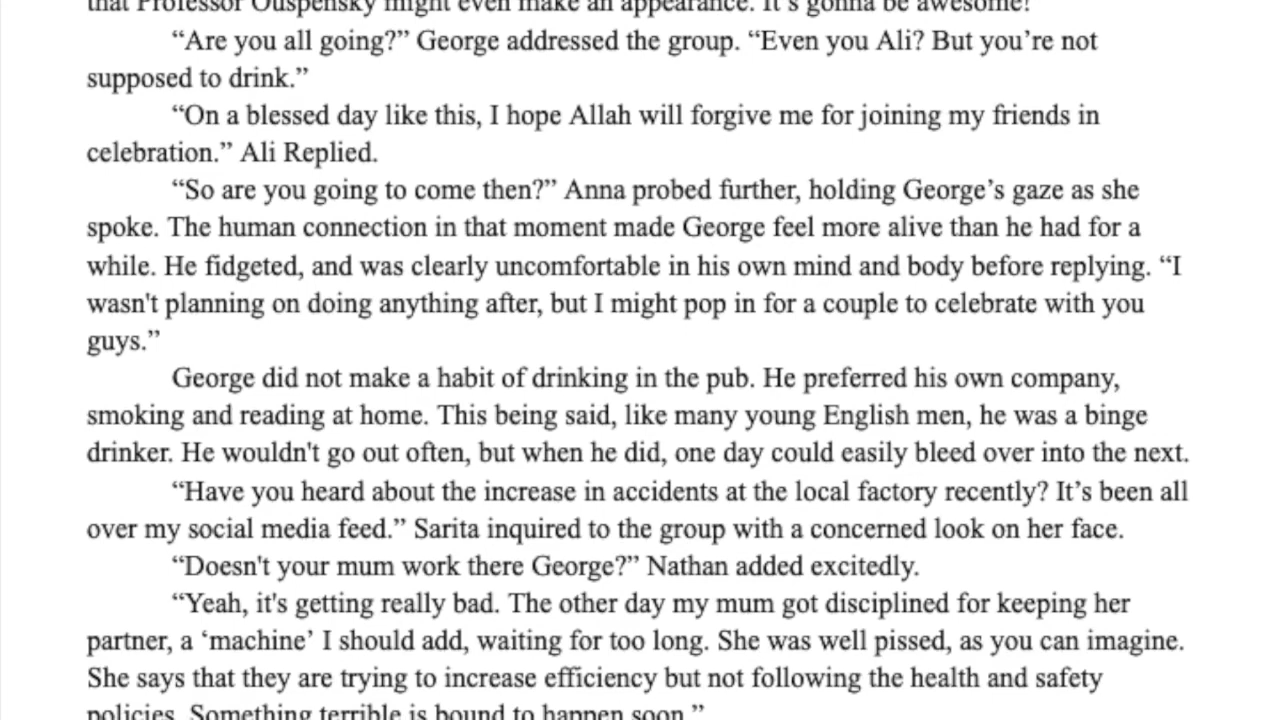 that Professor Ouspensky might even make an appearance. It's gonna be awesome!
“Are you all going?” George addressed the group. “Even you Ali? But you’re not
supposed to drink.”
“On a blessed day like this, I hope Allah will forgive me for joining my friends in
celebration.” Ali Replied.
“So are you going to come then?” Anna probed further, holding George’s gaze as she
spoke. The human connection in that moment made George feel more alive than he had for a
while. He fidgeted, and was clearly uncomfortable in his own mind and body before replying. “I
wasn't planning on doing anything after, but I might pop in for a couple to celebrate with you
guys.”
George did not make a habit of drinking in the pub. He preferred his own company,
smoking and reading at home. This being said, like many young English men, he was a binge
drinker. He wouldn't go out often, but when he did, one day could easily bleed over into the next.
“Have you heard about the increase in accidents at the local factory recently? It’s been all
over my social media feed.” Sarita inquired to the group with a concerned look on her face.
“Doesn't your mum work there George?” Nathan added excitedly.
“Yeah, it's getting really bad. The other day my mum got disciplined for keeping her
partner, a ‘machine’ I should add, waiting for too long. She was well pissed, as you can imagine.
She says that they are trying to increase efficiency but not following the health and safety
policies. Something terrible is bound to happen soon.”